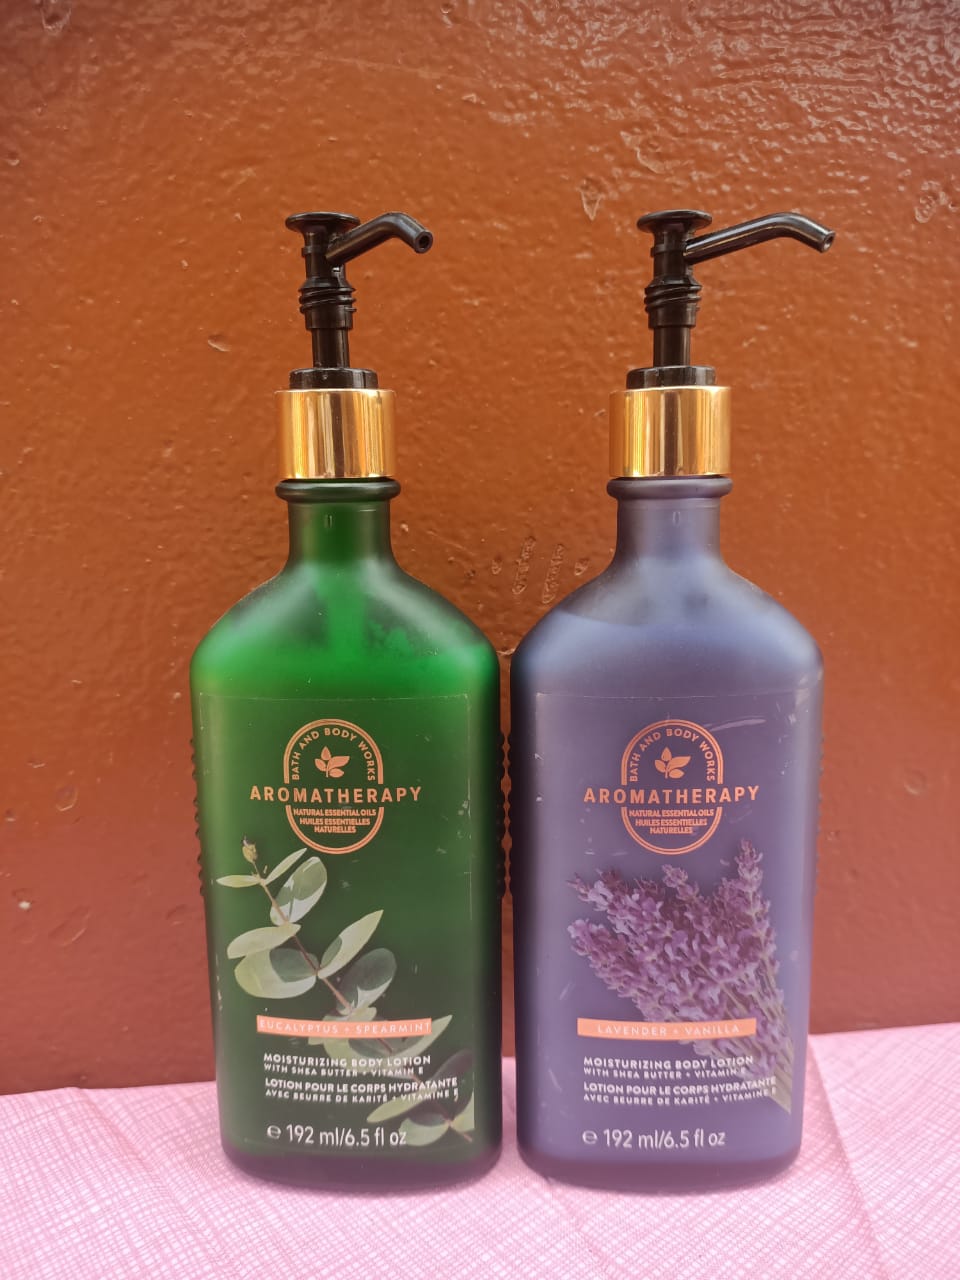 BATH AND BODY WORKS
AROMATHERAPY
NATURAL ESSENTIAL OILS
HUILES ESSENTIELLES
NATURELLES
EUCALYPTUS + SPEARMINT
MOISTURIZING BODY LOTION
WITH SHEA BUTTER + VITAMIN E
LOTION POUR LE CORPS HYDRATANTE
AVEC BEURRE DE KARITÉ + VITAMINE E
℮ 192 ml/6.5 fl oz
BATH AND BODY WORKS
AROMATHERAPY
NATURAL ESSENTIAL OILS
HUILES ESSENTIELLES
NATURELLES
LAVENDER + VANILLA
MOISTURIZING BODY LOTION
WITH SHEA BUTTER + VITAMIN E
LOTION POUR LE CORPS HYDRATANTE
AVEC BEURRE DE KARITÉ + VITAMINE E
℮ 192 ml/6.5 fl oz